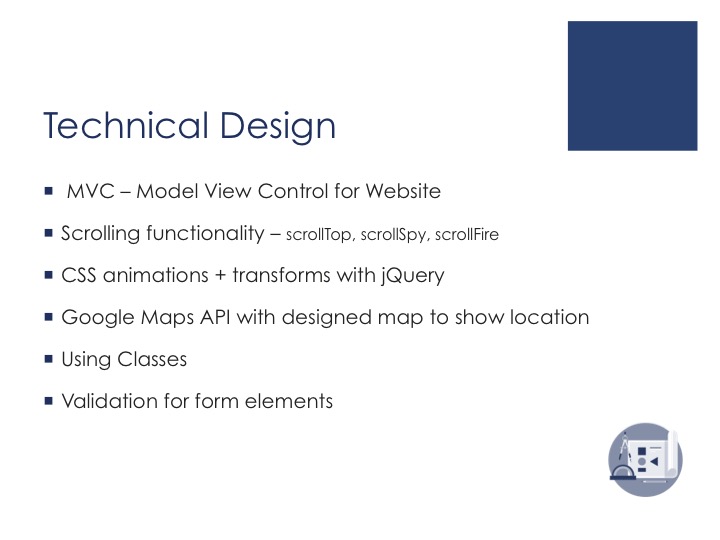 Technical Design
▪ MVC – Model View Control for Website
▪ Scrolling functionality – scrollTop, scrollSpy, scrollFire
▪ CSS animations + transforms with jQuery
▪ Google Maps API with designed map to show location
▪ Using Classes
▪ Validation for form elements